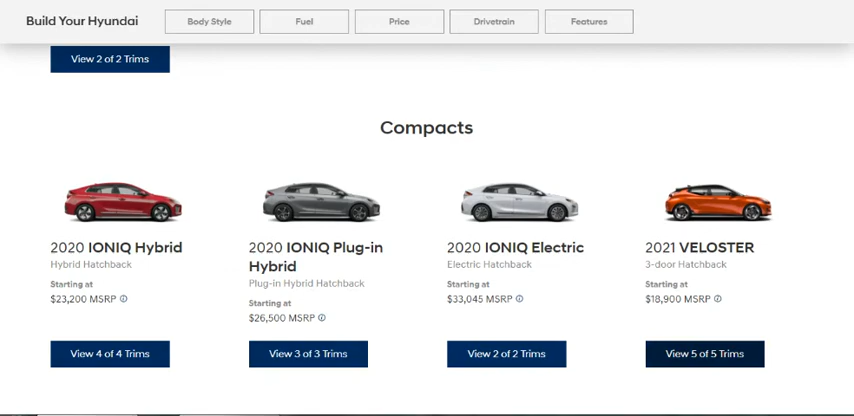 Build Your Hyundai
Body Style
Fuel
Price
Drivetrain
Features
View 2 of 2 Trims
Compacts
2020 IONIQ Hybrid
Hybrid Hatchback
Starting at
$23,200 MSRP
View 4 of 4 Trims
2020 IONIQ Plug-in
Hybrid
Plug-in Hybrid Hatchback
Starting at
$26,500 MSRP
View 3 of 3 Trims
2020 IONIQ Electric
Electric Hatchback
Starting at
$33,045 MSRP
View 2 of 2 Trims
2021 VELOSTER
3-door Hatchback
Starting at
$18,900 MSRP
View 5 of 5 Trims